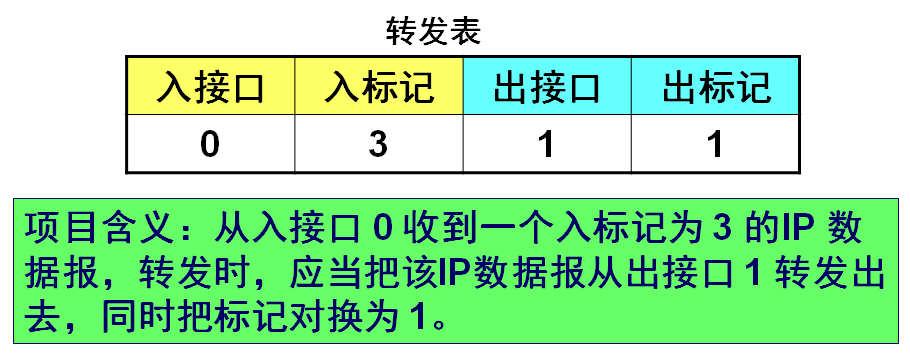 转发表
入接口 入标记 出接口 出标记
0 3 1 1
项目含义：从入接口 0 收到一个入标记为 3 的IP 数
据报，转发时，应当把该IP数据报从出接口 1 转发出
去，同时把标记对换为 1。